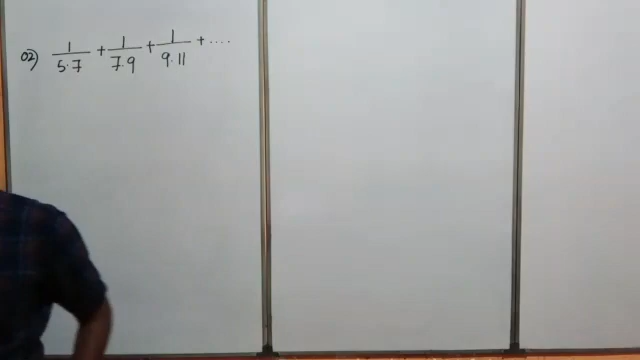 02) 1/5·7 + 1/7·9 + 1/9·11 + ....